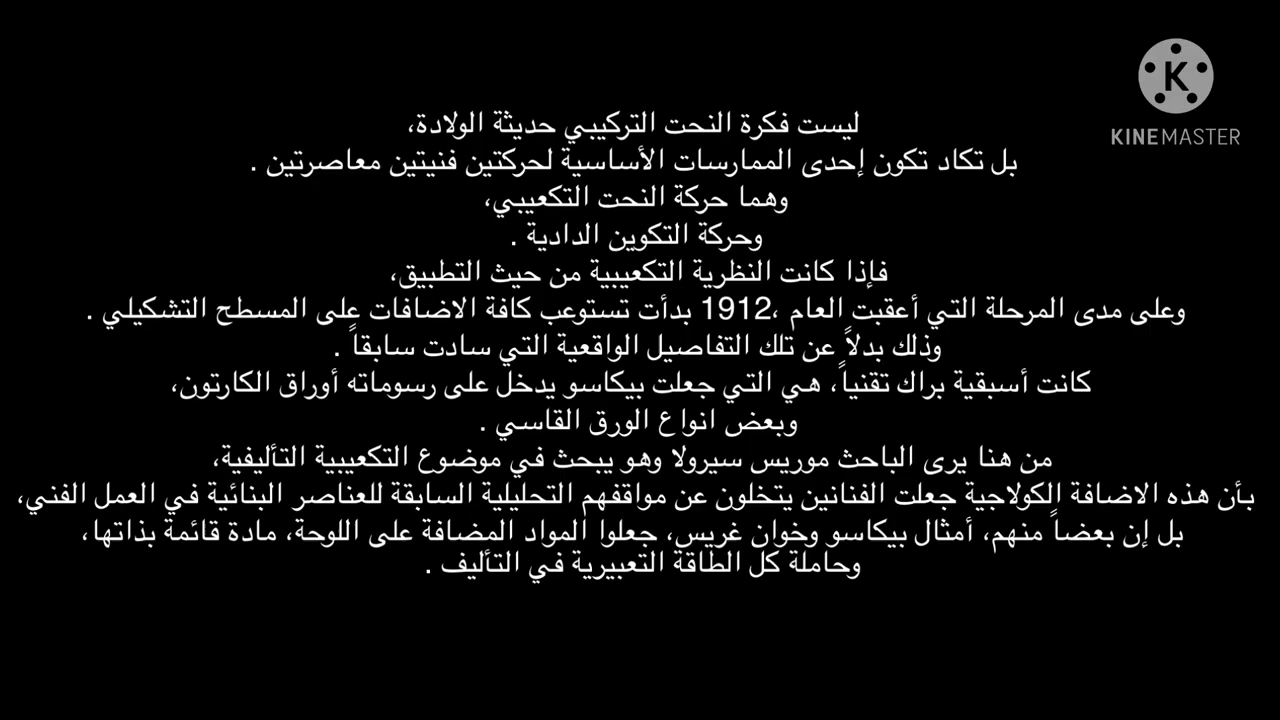 K
KINEMASTER
ليست فكرة النحت التركيبي حديثة الولادة،
بل تكاد تكون إحدى الممارسات الأساسية لحركتين فنيتين معاصرتين .
وهما حركة النحت التكعيبي،
وحركة التكوين الدادية .
فإذا كانت النظرية التكعيبية من حيث التطبيق،
وعلى مدى المرحلة التي أعقبت العام ،1912 بدأت تستوعب كافة الاضافات على المسطح التشكيلي .
وذلك بدلاً عن تلك التفاصيل الواقعية التي سادت سابقاً .
كانت أسبقية براك تقنياً، هي التي جعلت بيكاسو يدخل على رسوماته أوراق الكارتون،
وبعض انواع الورق القاسي .
من هنا يرى الباحث موريس سيرولا وهو يبحث في موضوع التكعيبية التأليفية،
بأن هذه الاضافة الكولاجية جعلت الفنانين يتخلون عن مواقفهم التحليلية السابقة للعناصر البنائية في العمل الفني،
بل إن بعضاً منهم، أمثال بيكاسو وخوان غريس، جعلوا المواد المضافة على اللوحة، مادة قائمة بذاتها،
وحاملة كل الطاقة التعبيرية في التأليف .